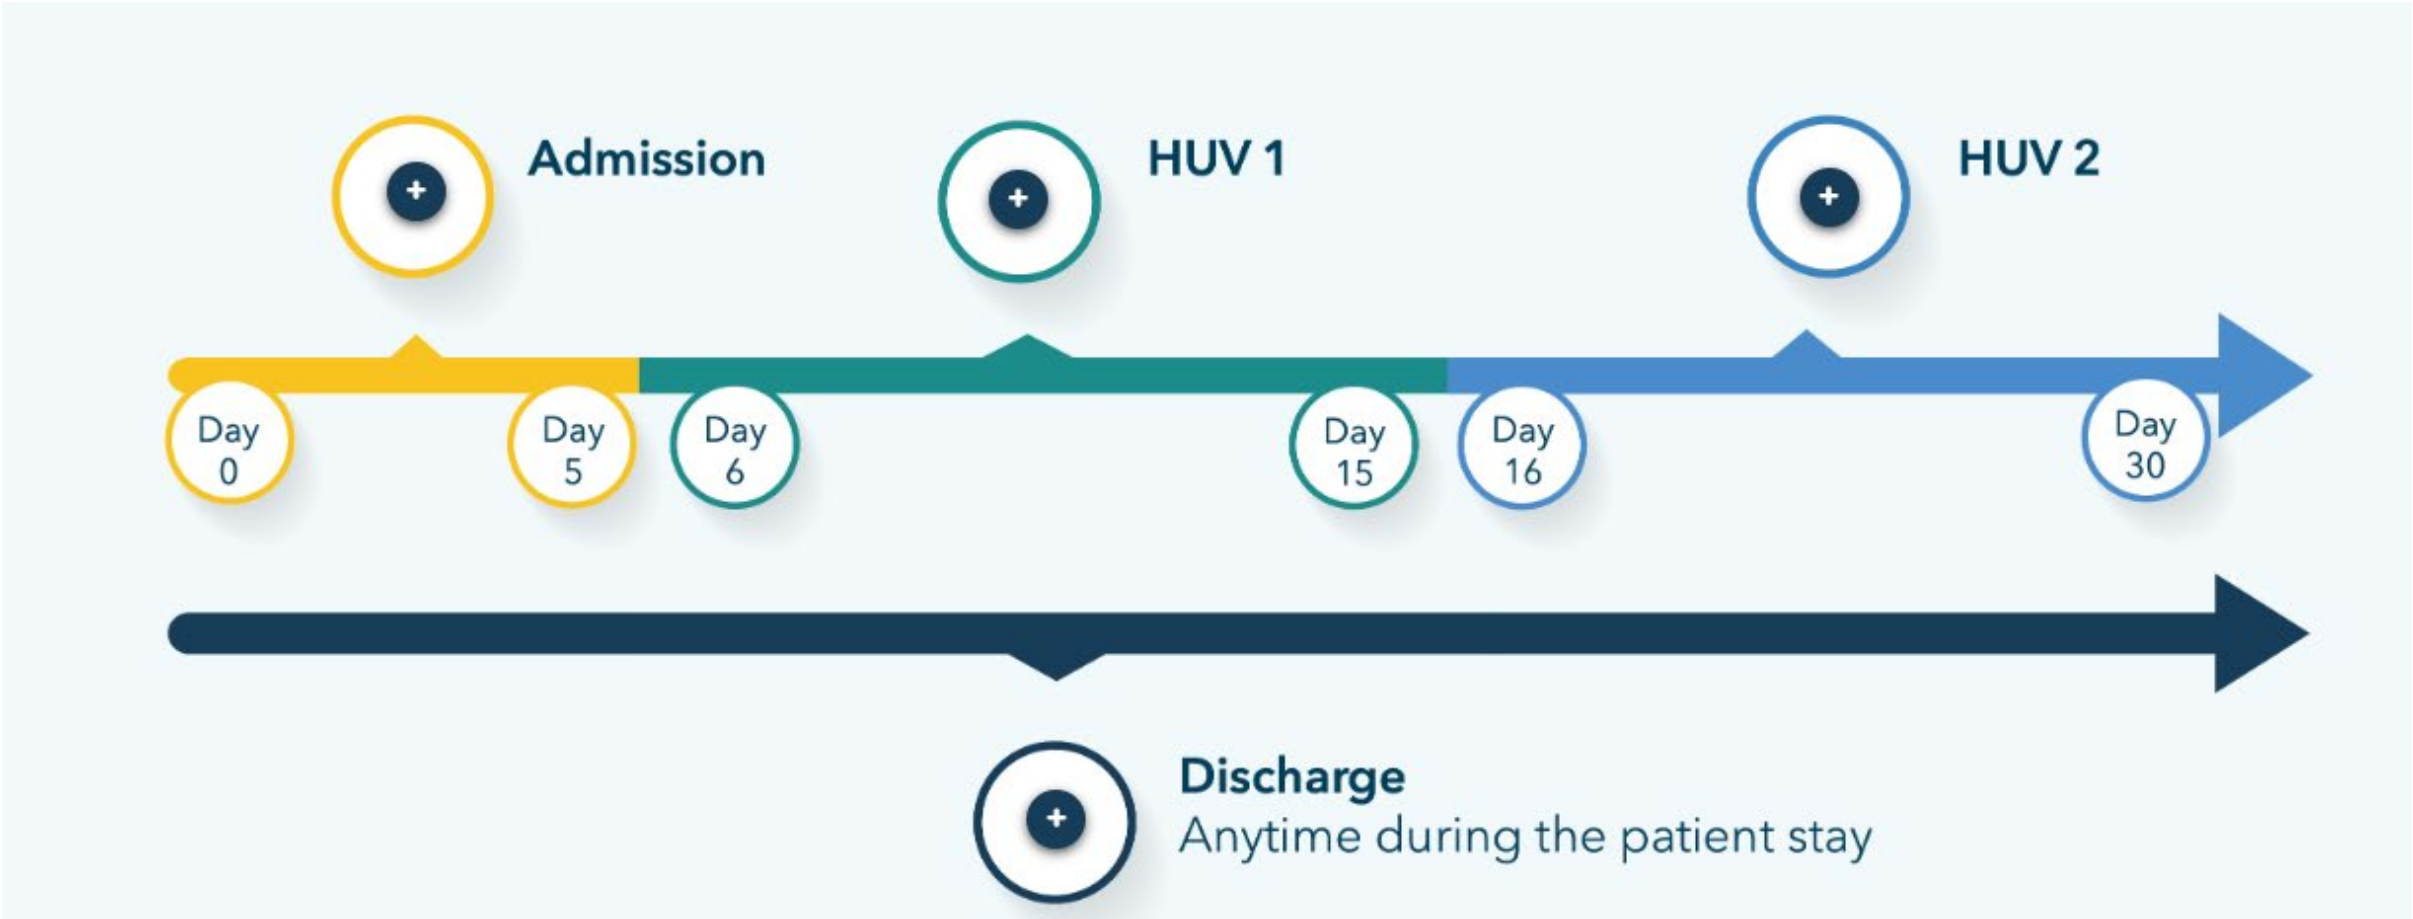 Admission
HUV 1
HUV 2
Day
0
Day
5
Day
6
Day
15
Day
16
Day
30
Discharge
Anytime during the patient stay